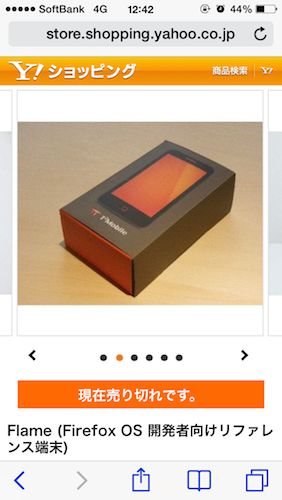 SoftBank 4G 12:42 44%
store.shopping.yahoo.co.jp
Y! ショッピング 商品検索 Y!
T²Mobile
現在売り切れです。
Flame (Firefox OS 開発者向けリファレ
ンス端末)